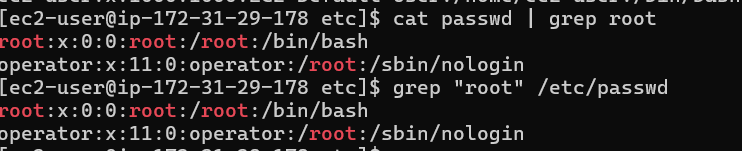 [ec2-user@ip-172-31-29-178 etc]$ cat passwd | grep root
root:x:0:0:root:/root:/bin/bash
operator:x:11:0:operator:/root:/sbin/nologin
[ec2-user@ip-172-31-29-178 etc]$ grep "root" /etc/passwd
root:x:0:0:root:/root:/bin/bash
operator:x:11:0:operator:/root:/sbin/nologin